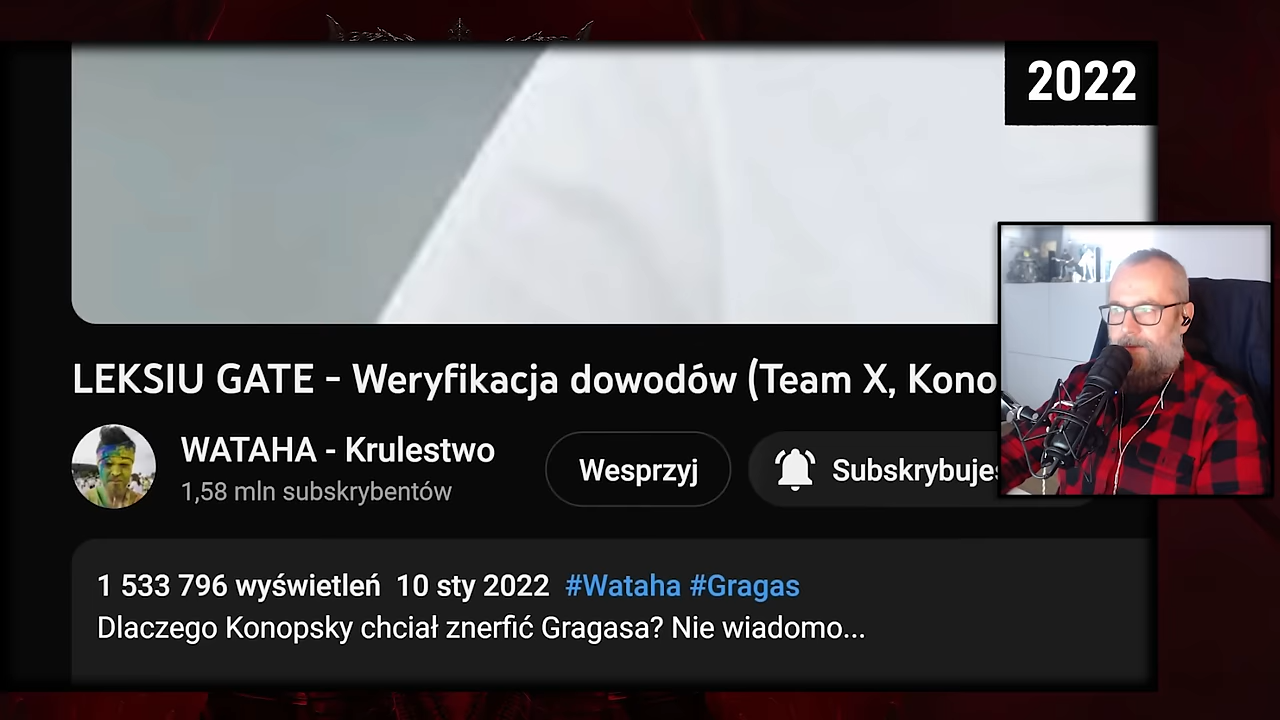 2022
LEKSIU GATE - Weryfikacja dowodów (Team X, Kono
WATAHA - Krulestwo
1,58 mln subskrybentów
Wesprzyj
Subskrybujes
1 533 796 wyświetleń 10 sty 2022 #Wataha #Gragas
Dlaczego Konopsky chciał znerfić Gragasa? Nie wiadomo...